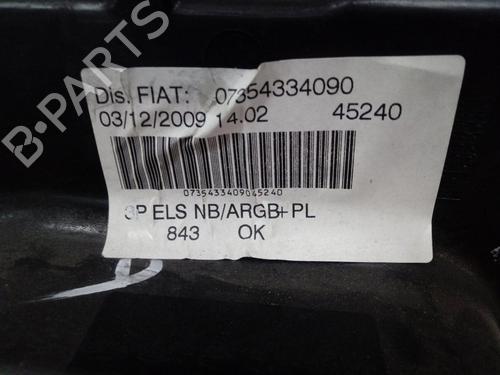 B-PARTS
Dis. FIAT: 07354334090
03/12/2009 14.02 45240
0735433409045240
3P ELS NB/ARGB+ PL
843 OK